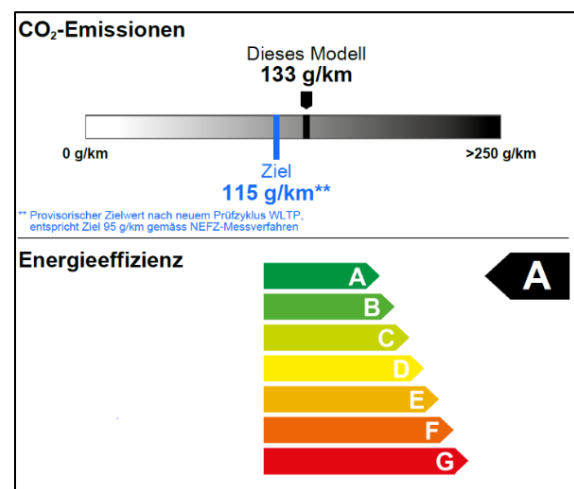 CO₂-Emissionen
Dieses Modell
133 g/km
0 g/km
>250 g/km
Ziel
115 g/km**
** Provisorischer Zielwert nach neuem Prüfzyklus WLTP,
entspricht Ziel 95 g/km gemäss NEFZ-Messverfahren
Energieeffizienz
A
A
B
C
D
E
F
G